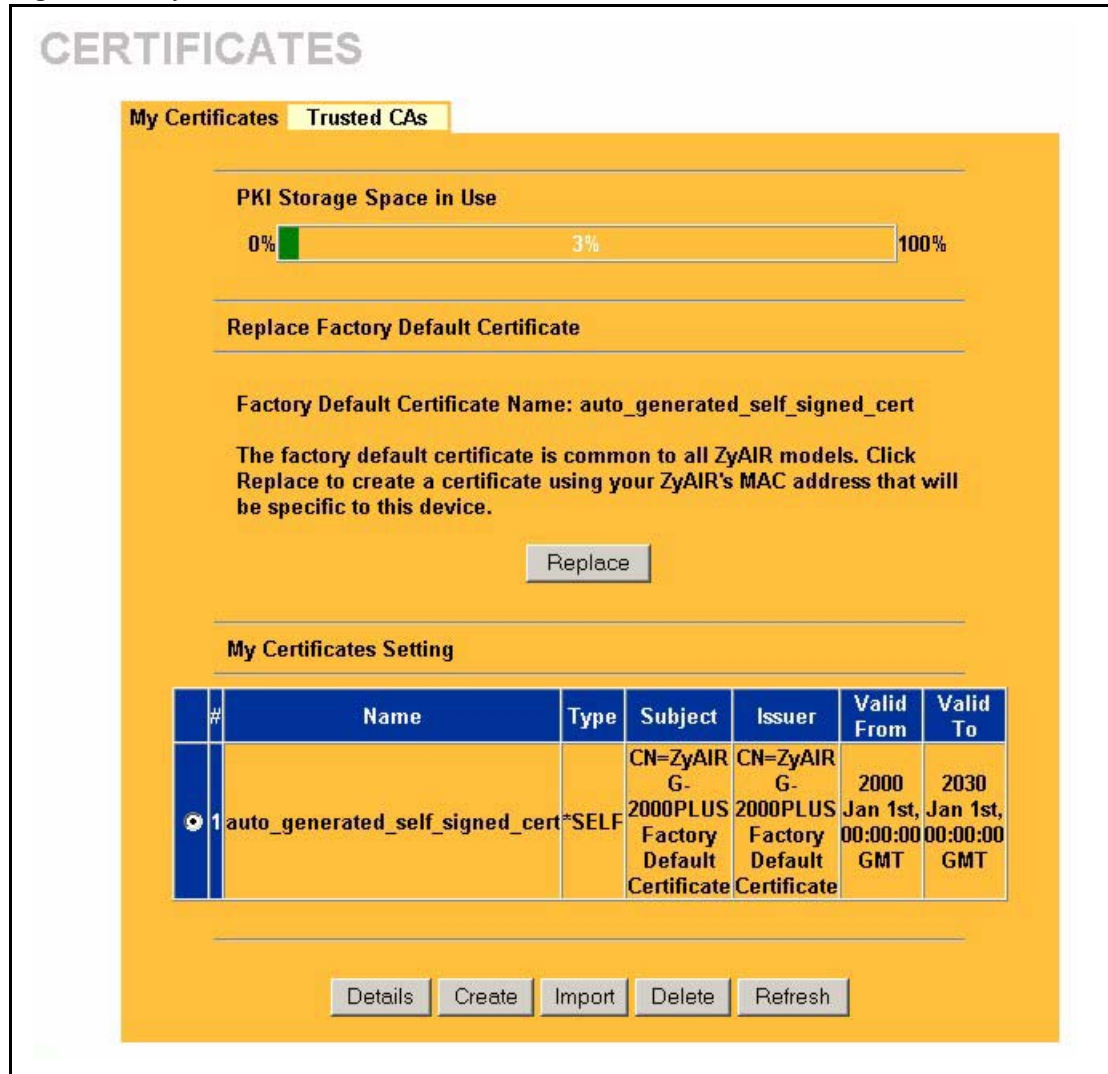 CERTIFICATES
My Certificates Trusted CAs
PKI Storage Space in Use
0% 3% 100%
Replace Factory Default Certificate
Factory Default Certificate Name: auto_generated_self_signed_cert
The factory default certificate is common to all ZyAIR models. Click
Replace to create a certificate using your ZyAIR's MAC address that will
be specific to this device.
Replace
My Certificates Setting
# Name Type Subject Issuer Valid From Valid To
1 auto_generated_self_signed_cert *SELF CN=ZyAIR G-2000PLUS Factory Default Certificate CN=ZyAIR G-2000PLUS Factory Default Certificate 2000 Jan 1st, 00:00:00 GMT 2030 Jan 1st, 00:00:00 GMT
Details Create Import Delete Refresh